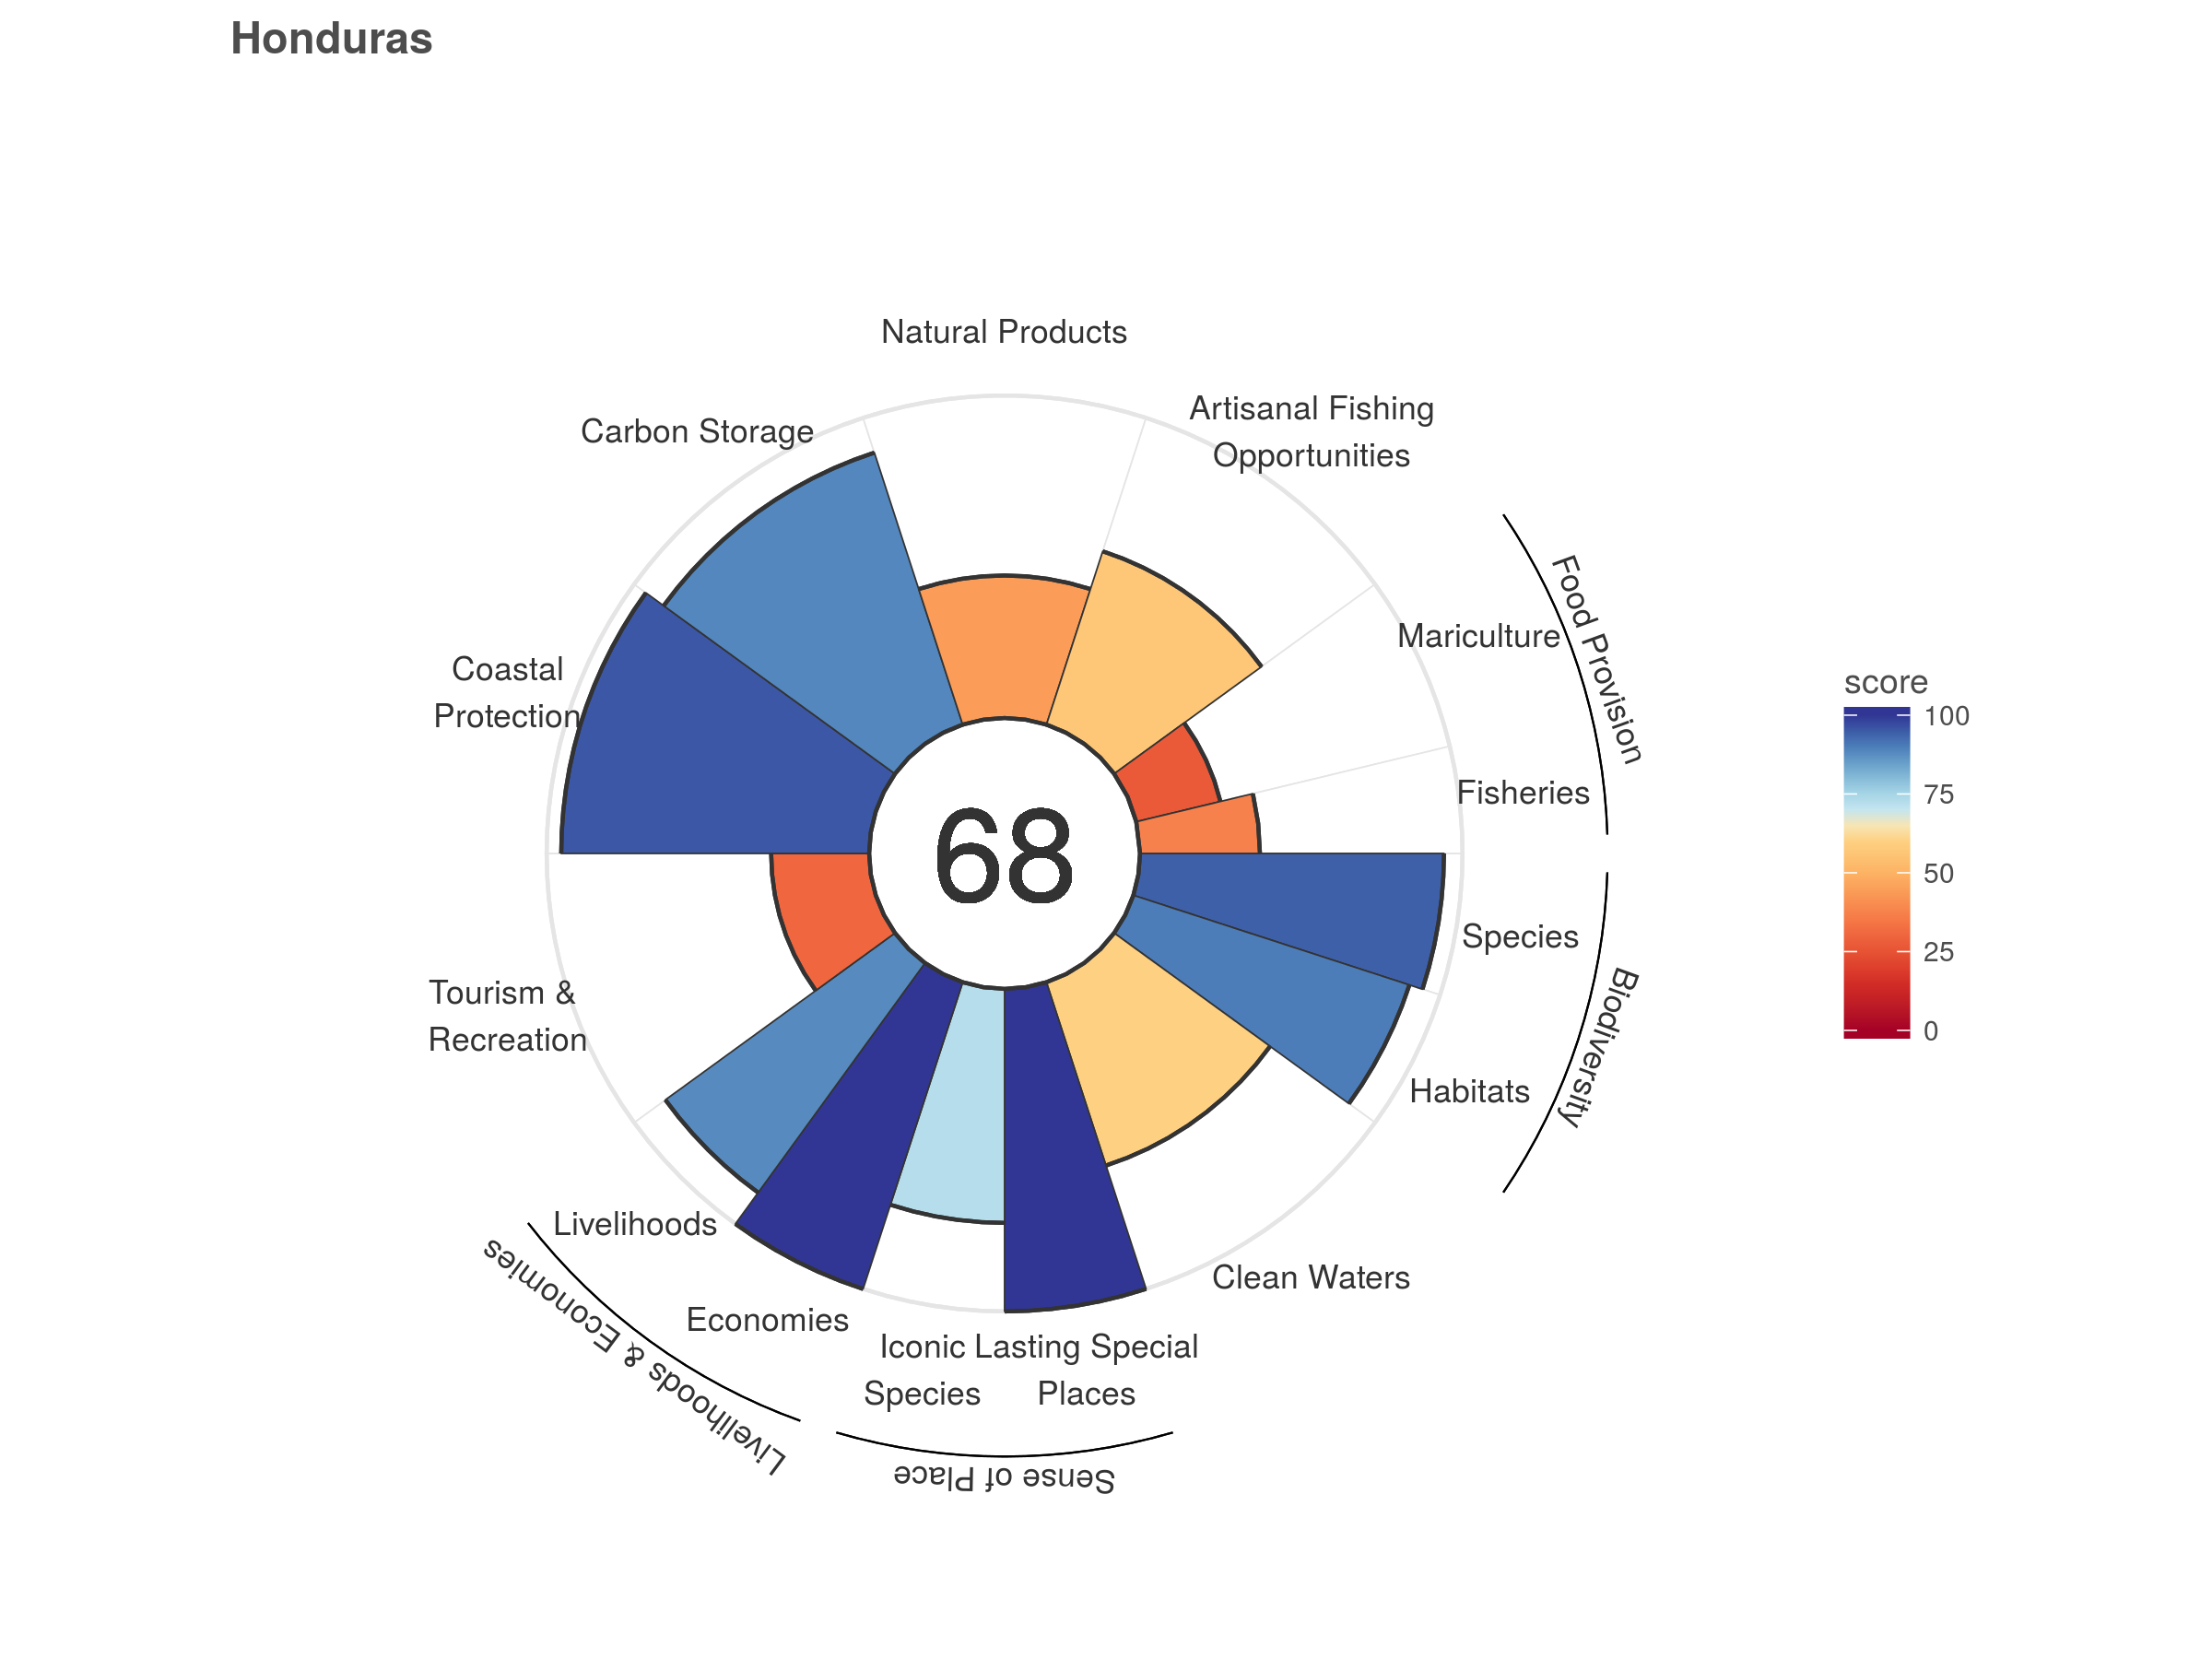 Honduras
Natural Products
Artisanal Fishing
Opportunities
Carbon Storage
Mariculture
Food Provision
Coastal
Protection
Fisheries
68
Species
Biodiversity
Habitats
Tourism &
Recreation
Livelihoods
Livelihoods & Economies
Economies
Clean Waters
Iconic
Species
Lasting Special
Places
Sense of Place
score
100
75
50
25
0